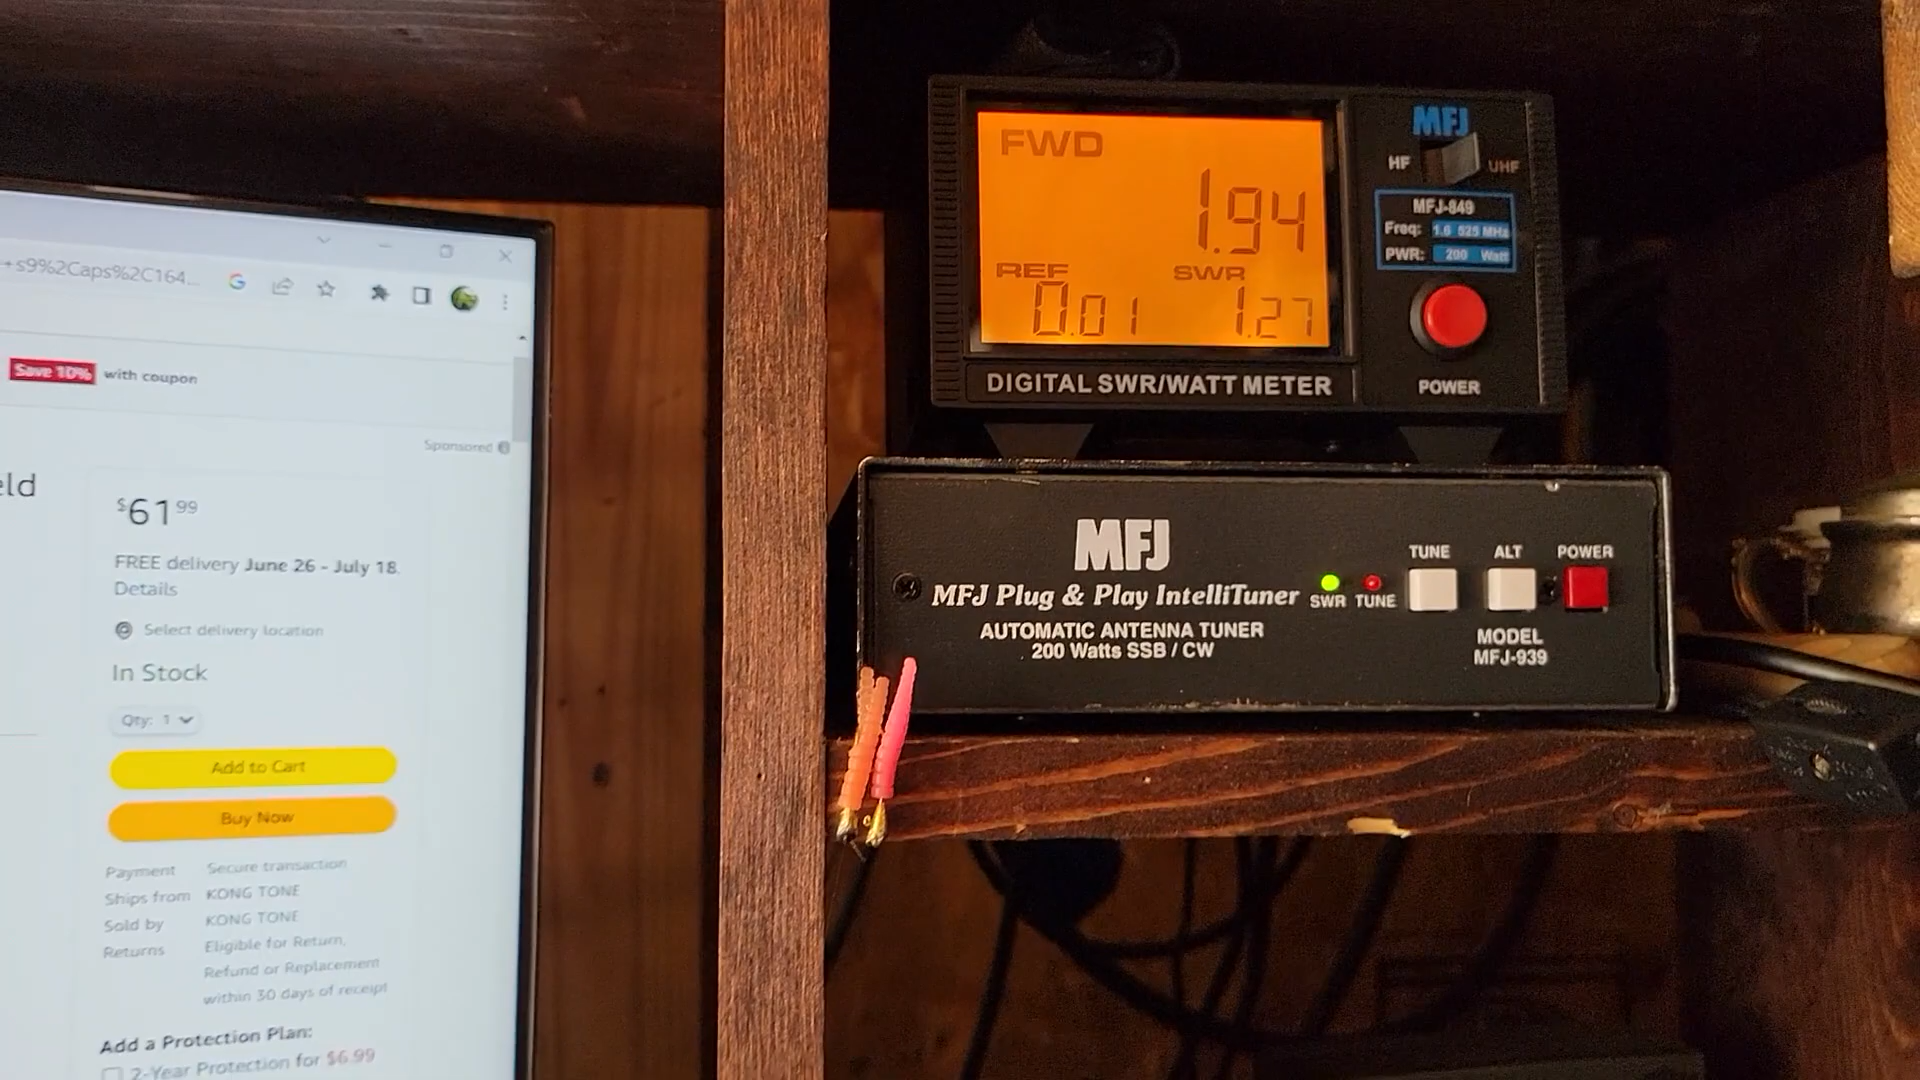 +s9%2Caps%2C164...
Save 10% with coupon
Sponsored
eld
$61 99
FREE delivery June 26 - July 18.
Details
Select delivery location
In Stock
Qty: 1
Add to Cart
Buy Now
Payment Secure transaction
Ships from KONG TONE
Sold by KONG TONE
Returns Eligible for Return,
Refund or Replacement
within 30 days of receipt
Add a Protection Plan:
2-Year Protection for $6.99
FWD
1.94
REF SWR
0.01 1.27
DIGITAL SWR/WATT METER
MFJ
HF UHF
MFJ-849
Freq: 1.6 525 MHz
PWR: 200 Watt
POWER
MFJ
MFJ Plug & Play IntelliTuner
AUTOMATIC ANTENNA TUNER
200 Watts SSB / CW
SWR TUNE
TUNE ALT POWER
MODEL
MFJ-939